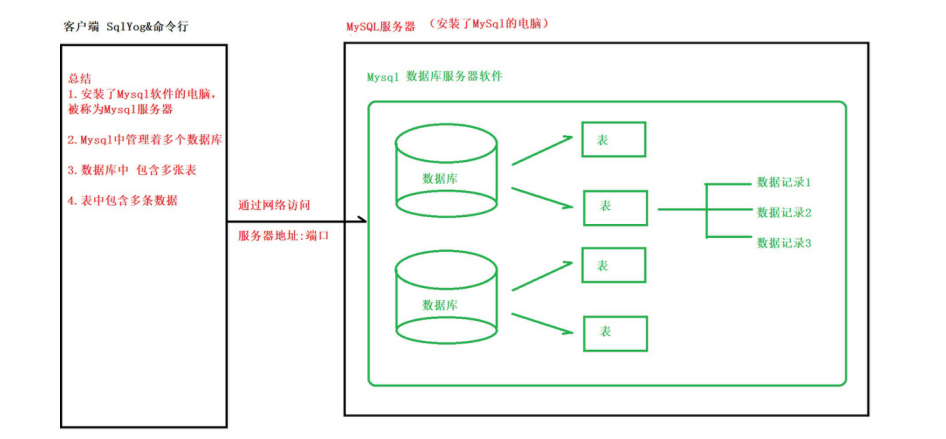 客户端 SqlYog&命令行
总结
1.安装了Mysql软件的电脑，
被称为Mysql服务器
2.Mysql中管理着多个数据库
3.数据库中 包含多张表
4.表中包含多条数据
通过网络访问
服务器地址:端口
MySQL服务器 （安装了MySql的电脑）
Mysql 数据库服务器软件
数据库
表
表
数据记录1
数据记录2
数据记录3
数据库
表
表